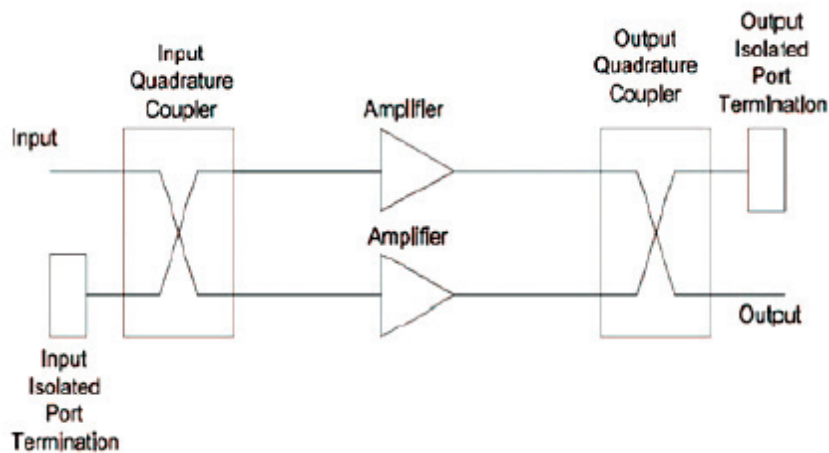 Input
Quadrature
Coupler
Output
Quadrature
Coupler
Output
Isolated
Port
Termination
Amplifier
Input
Amplifier
Output
Input
Isolated
Port
Termination